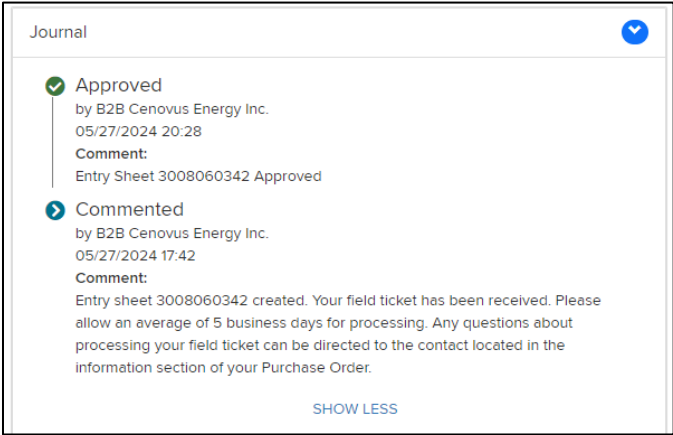 Journal
Approved
by B2B Cenovus Energy Inc.
05/27/2024 20:28
Comment:
Entry Sheet 3008060342 Approved
Commented
by B2B Cenovus Energy Inc.
05/27/2024 17:42
Comment:
Entry sheet 3008060342 created. Your field ticket has been received. Please
allow an average of 5 business days for processing. Any questions about
processing your field ticket can be directed to the contact located in the
information section of your Purchase Order.
SHOW LESS